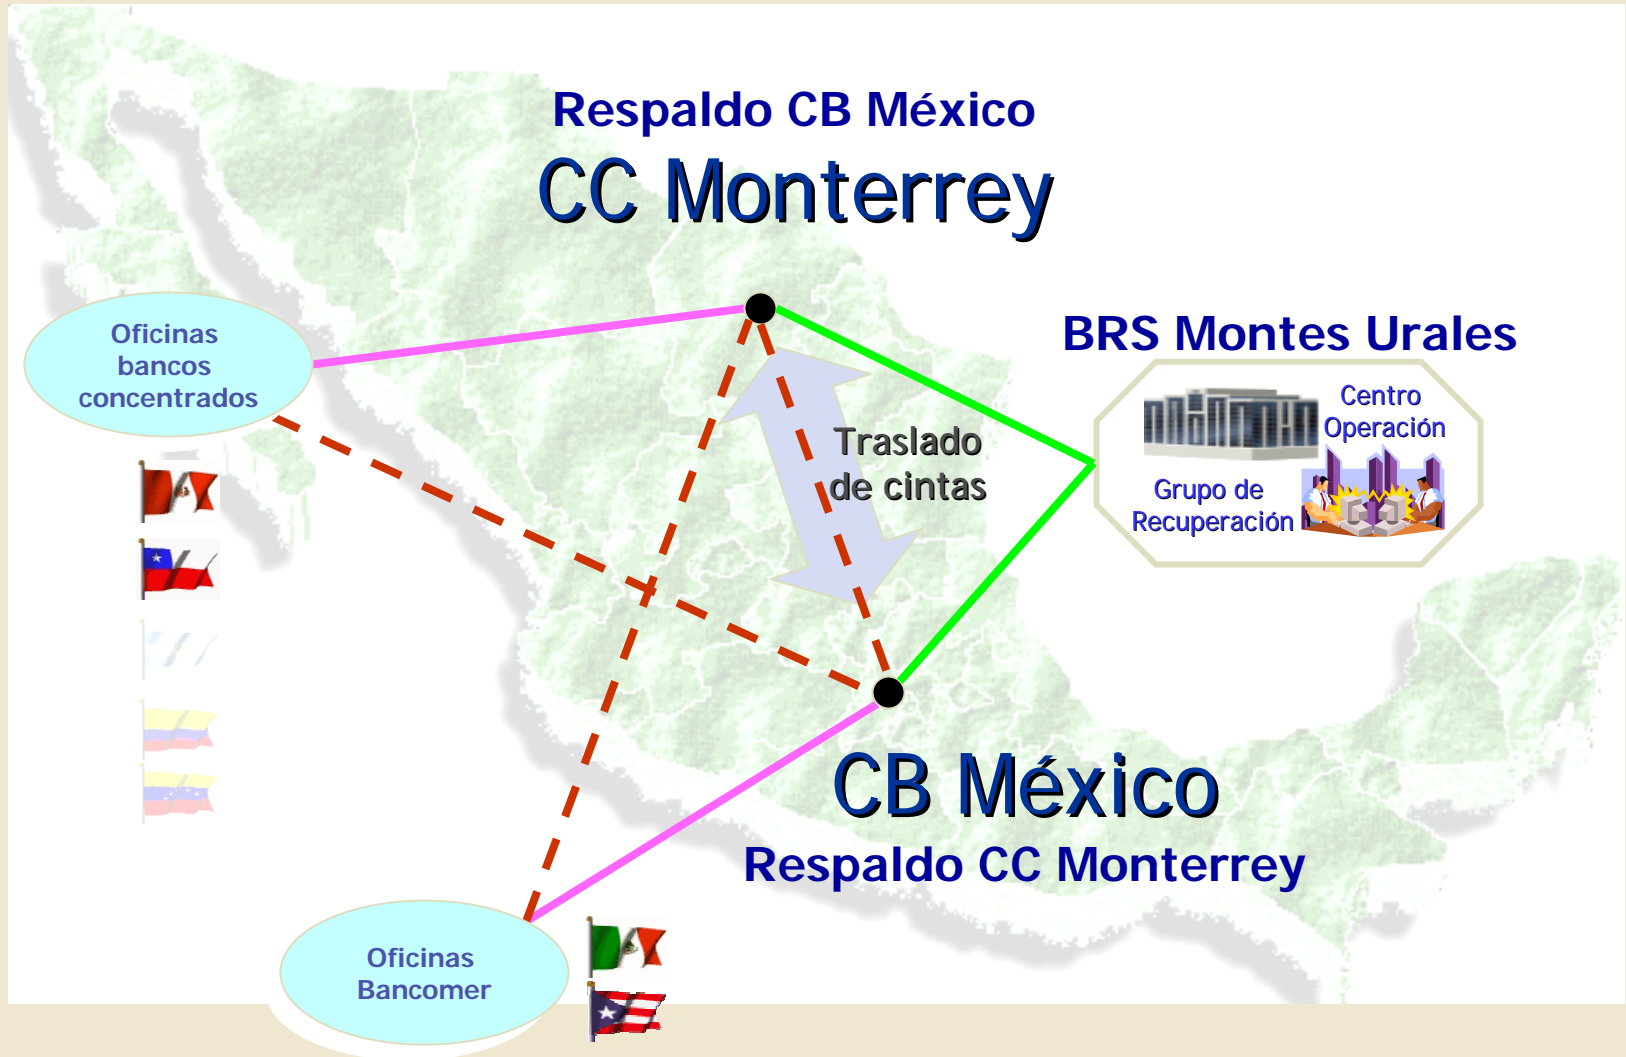 Respaldo CB México
CC Monterrey
Oficinas
bancos
concentrados
BRS Montes Urales
Centro
Operación
Grupo de
Recuperación
Traslado
de cintas
CB México
Respaldo CC Monterrey
Oficinas
Bancomer